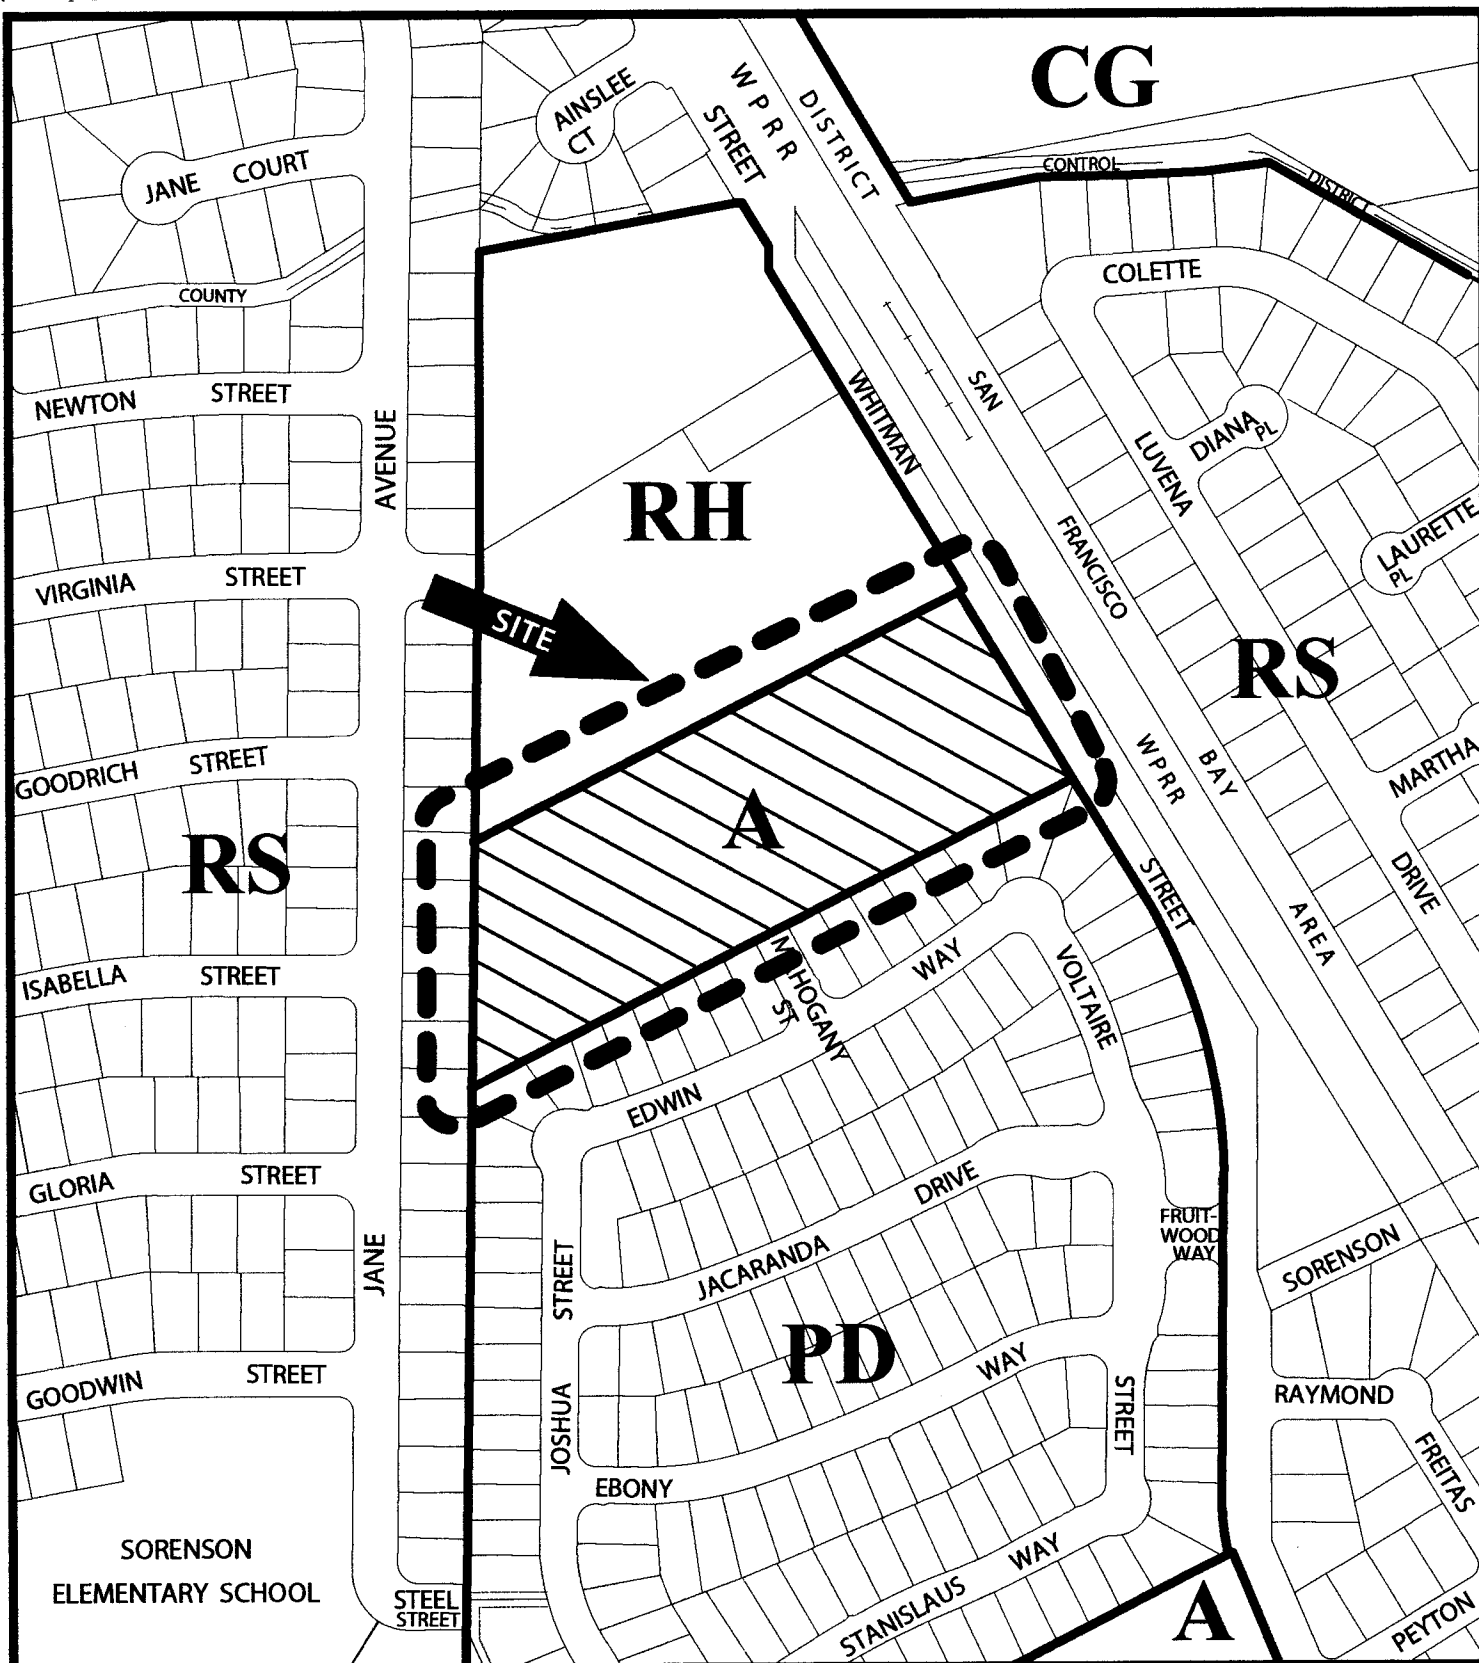 CG
AINSLEE
CT
STREET
WPRR
DISTRICT
CONTROL
DISTRICT
JANE COURT
COUNTY
COLETTE
NEWTON STREET
AVENUE
WHITMAN
SAN
DIANA
PL
LUVENA
RH
LAURETTE
PL
FRANCISCO
VIRGINIA STREET
SITE
RS
GOODRICH STREET
WPRR
BAY
MARTHA
A
RS
STREET
DRIVE
AREA
ISABELLA STREET
MAHOGANY
ST
WAY
VOLTAIRE
EDWIN
GLORIA STREET
DRIVE
FRUIT-
WOOD
WAY
JANE
STREET
JACARANDA
SORENSON
PD
WAY
GOODWIN STREET
JOSHUA
STREET
RAYMOND
EBONY
FREITAS
SORENSON
ELEMENTARY SCHOOL
WAY
STEEL
STREET
STANISLAUS
A
PEYTON